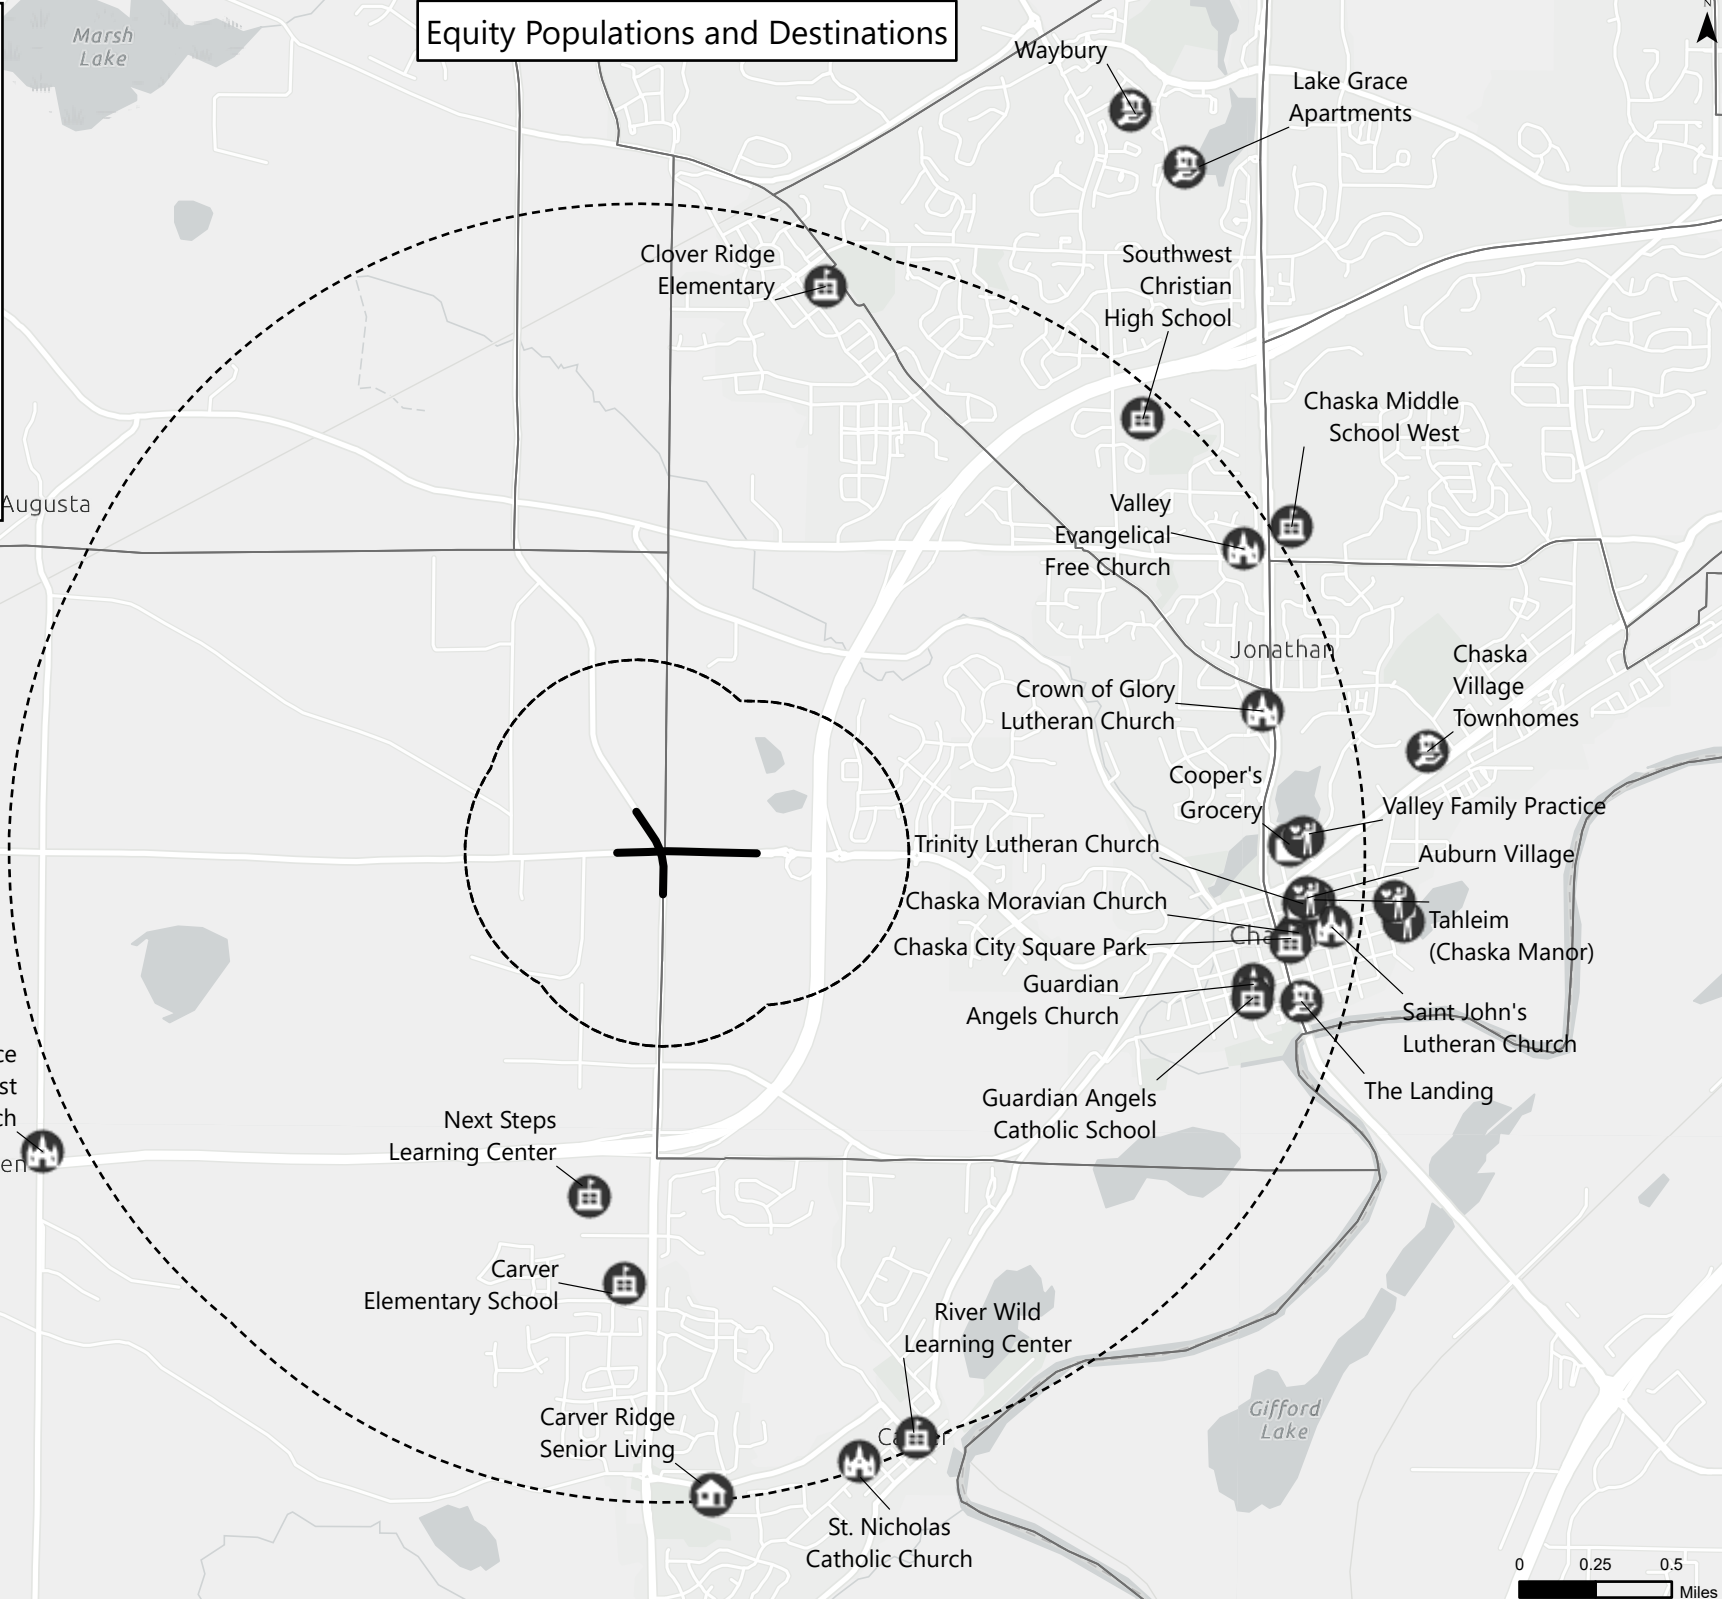 Equity Populations and Destinations
N
Marsh
Lake
Waybury
Lake Grace
Apartments
Clover Ridge
Elementary
Southwest
Christian
High School
Chaska Middle
School West
Augusta
Valley
Evangelical
Free Church
Jonathan
Chaska
Village
Townhomes
Crown of Glory
Lutheran Church
Cooper's
Grocery
Valley Family Practice
Trinity Lutheran Church
Auburn Village
Chaska Moravian Church
Tahleim
(Chaska Manor)
Chaska City Square Park
Guardian
Angels Church
Saint John's
Lutheran Church
The Landing
Guardian Angels
Catholic School
Next Steps
Learning Center
Carver
Elementary School
River Wild
Learning Center
Carver Ridge
Senior Living
Gifford
Lake
St. Nicholas
Catholic Church
0 0.25 0.5
Miles